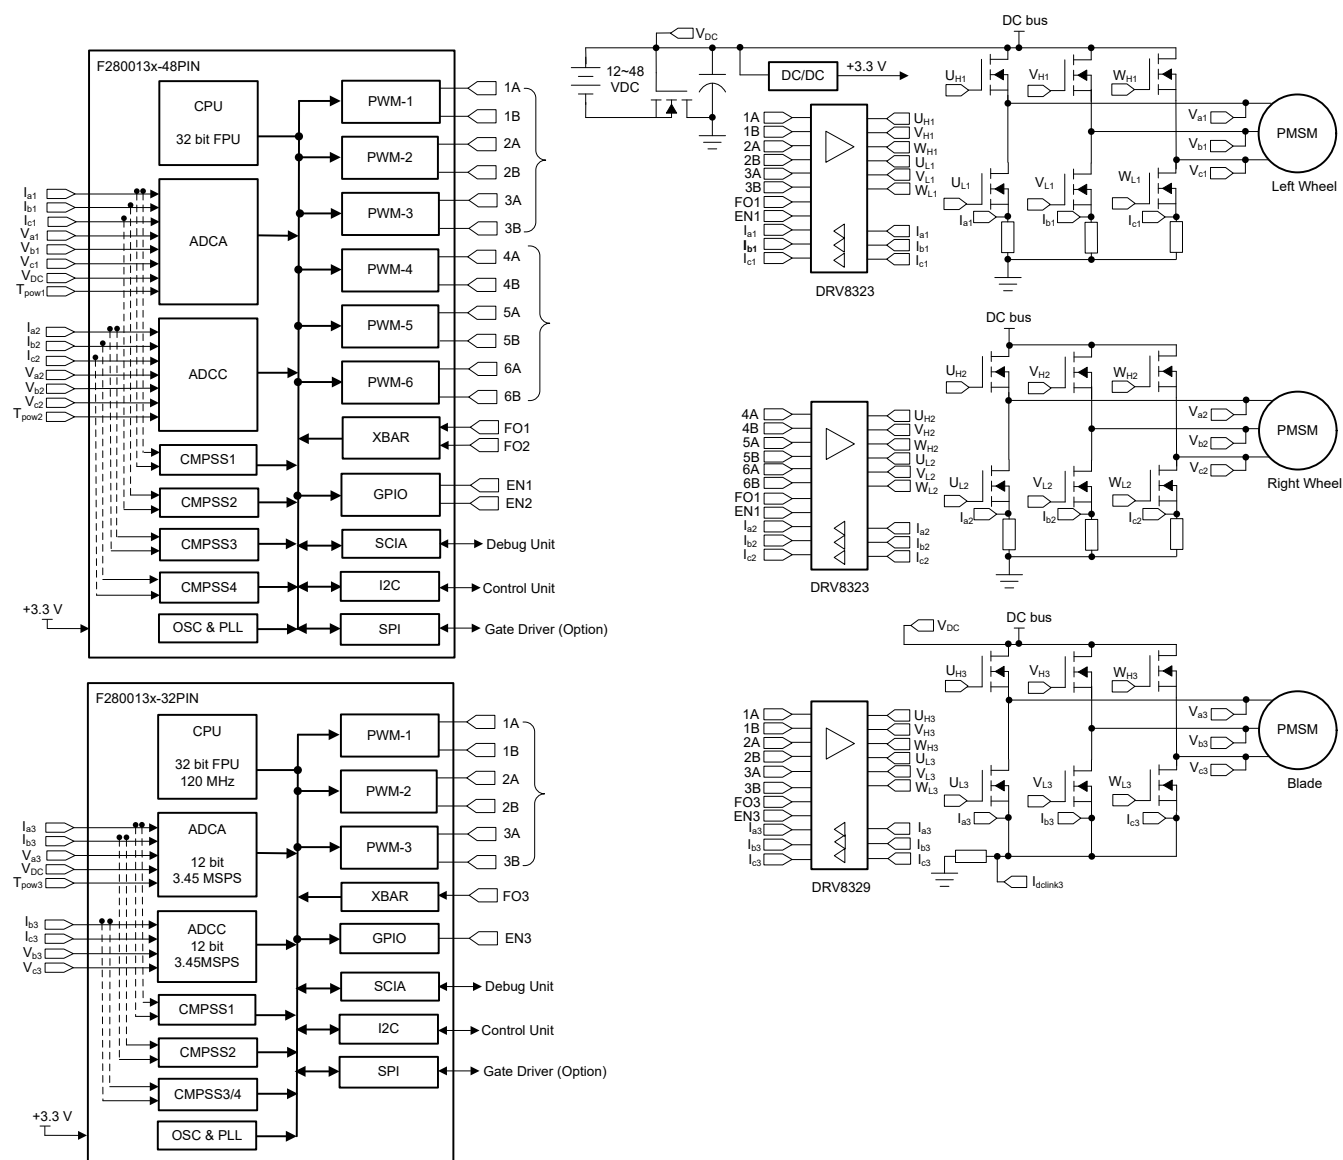 F280013x-48PIN
CPU
32 bit FPU
ADCA
ADCC
CMPSS1
CMPSS2
CMPSS3
CMPSS4
OSC & PLL
PWM-1
PWM-2
PWM-3
PWM-4
PWM-5
PWM-6
XBAR
GPIO
SCIA
I2C
SPI
Ia1
Ib1
Ic1
Va1
Vb1
Vc1
VDC
Tpow1
Ia2
Ib2
Ic2
Va2
Vb2
Vc2
Tpow2
+3.3 V
1A
1B
2A
2B
3A
3B
4A
4B
5A
5B
6A
6B
FO1
FO2
EN1
EN2
Debug Unit
Control Unit
Gate Driver (Option)
F280013x-32PIN
CPU
32 bit FPU
120 MHz
ADCA
12 bit
3.45 MSPS
ADCC
12 bit
3.45MSPS
CMPSS1
CMPSS2
CMPSS3/4
OSC & PLL
PWM-1
PWM-2
PWM-3
XBAR
GPIO
SCIA
I2C
SPI
Ia3
Ib3
Va3
VDC
Tpow3
Ib3
Ic3
Vb3
Vc3
+3.3 V
1A
1B
2A
2B
3A
3B
FO3
EN3
Debug Unit
Control Unit
Gate Driver (Option)
VDC
12~48
VDC
DC/DC
+3.3 V
DC bus
1A
1B
2A
2B
3A
3B
FO1
EN1
Ia1
Ib1
Ic1
UH1
VH1
WH1
UL1
VL1
WL1
Ia1
Ib1
Ic1
DRV8323
UH1
VH1
WH1
UL1
VL1
WL1
Ia1
Ib1
Ic1
Va1
Vb1
Vc1
PMSM
Left Wheel
DC bus
4A
4B
5A
5B
6A
6B
FO1
EN1
Ia2
Ib2
Ic2
UH2
VH2
WH2
UL2
VL2
WL2
Ia2
Ib2
Ic2
DRV8323
UH2
VH2
WH2
UL2
VL2
WL2
Ia2
Ib2
Ic2
Va2
Vb2
Vc2
PMSM
Right Wheel
VDC
DC bus
1A
1B
2A
2B
3A
3B
FO3
EN3
Ia3
Ib3
Ic3
UH3
VH3
WH3
UL3
VL3
WL3
Ia3
Ib3
Ic3
DRV8329
UH3
VH3
WH3
UL3
VL3
WL3
Ia3
Ib3
Ic3
Idclink3
Va3
Vb3
Vc3
PMSM
Blade